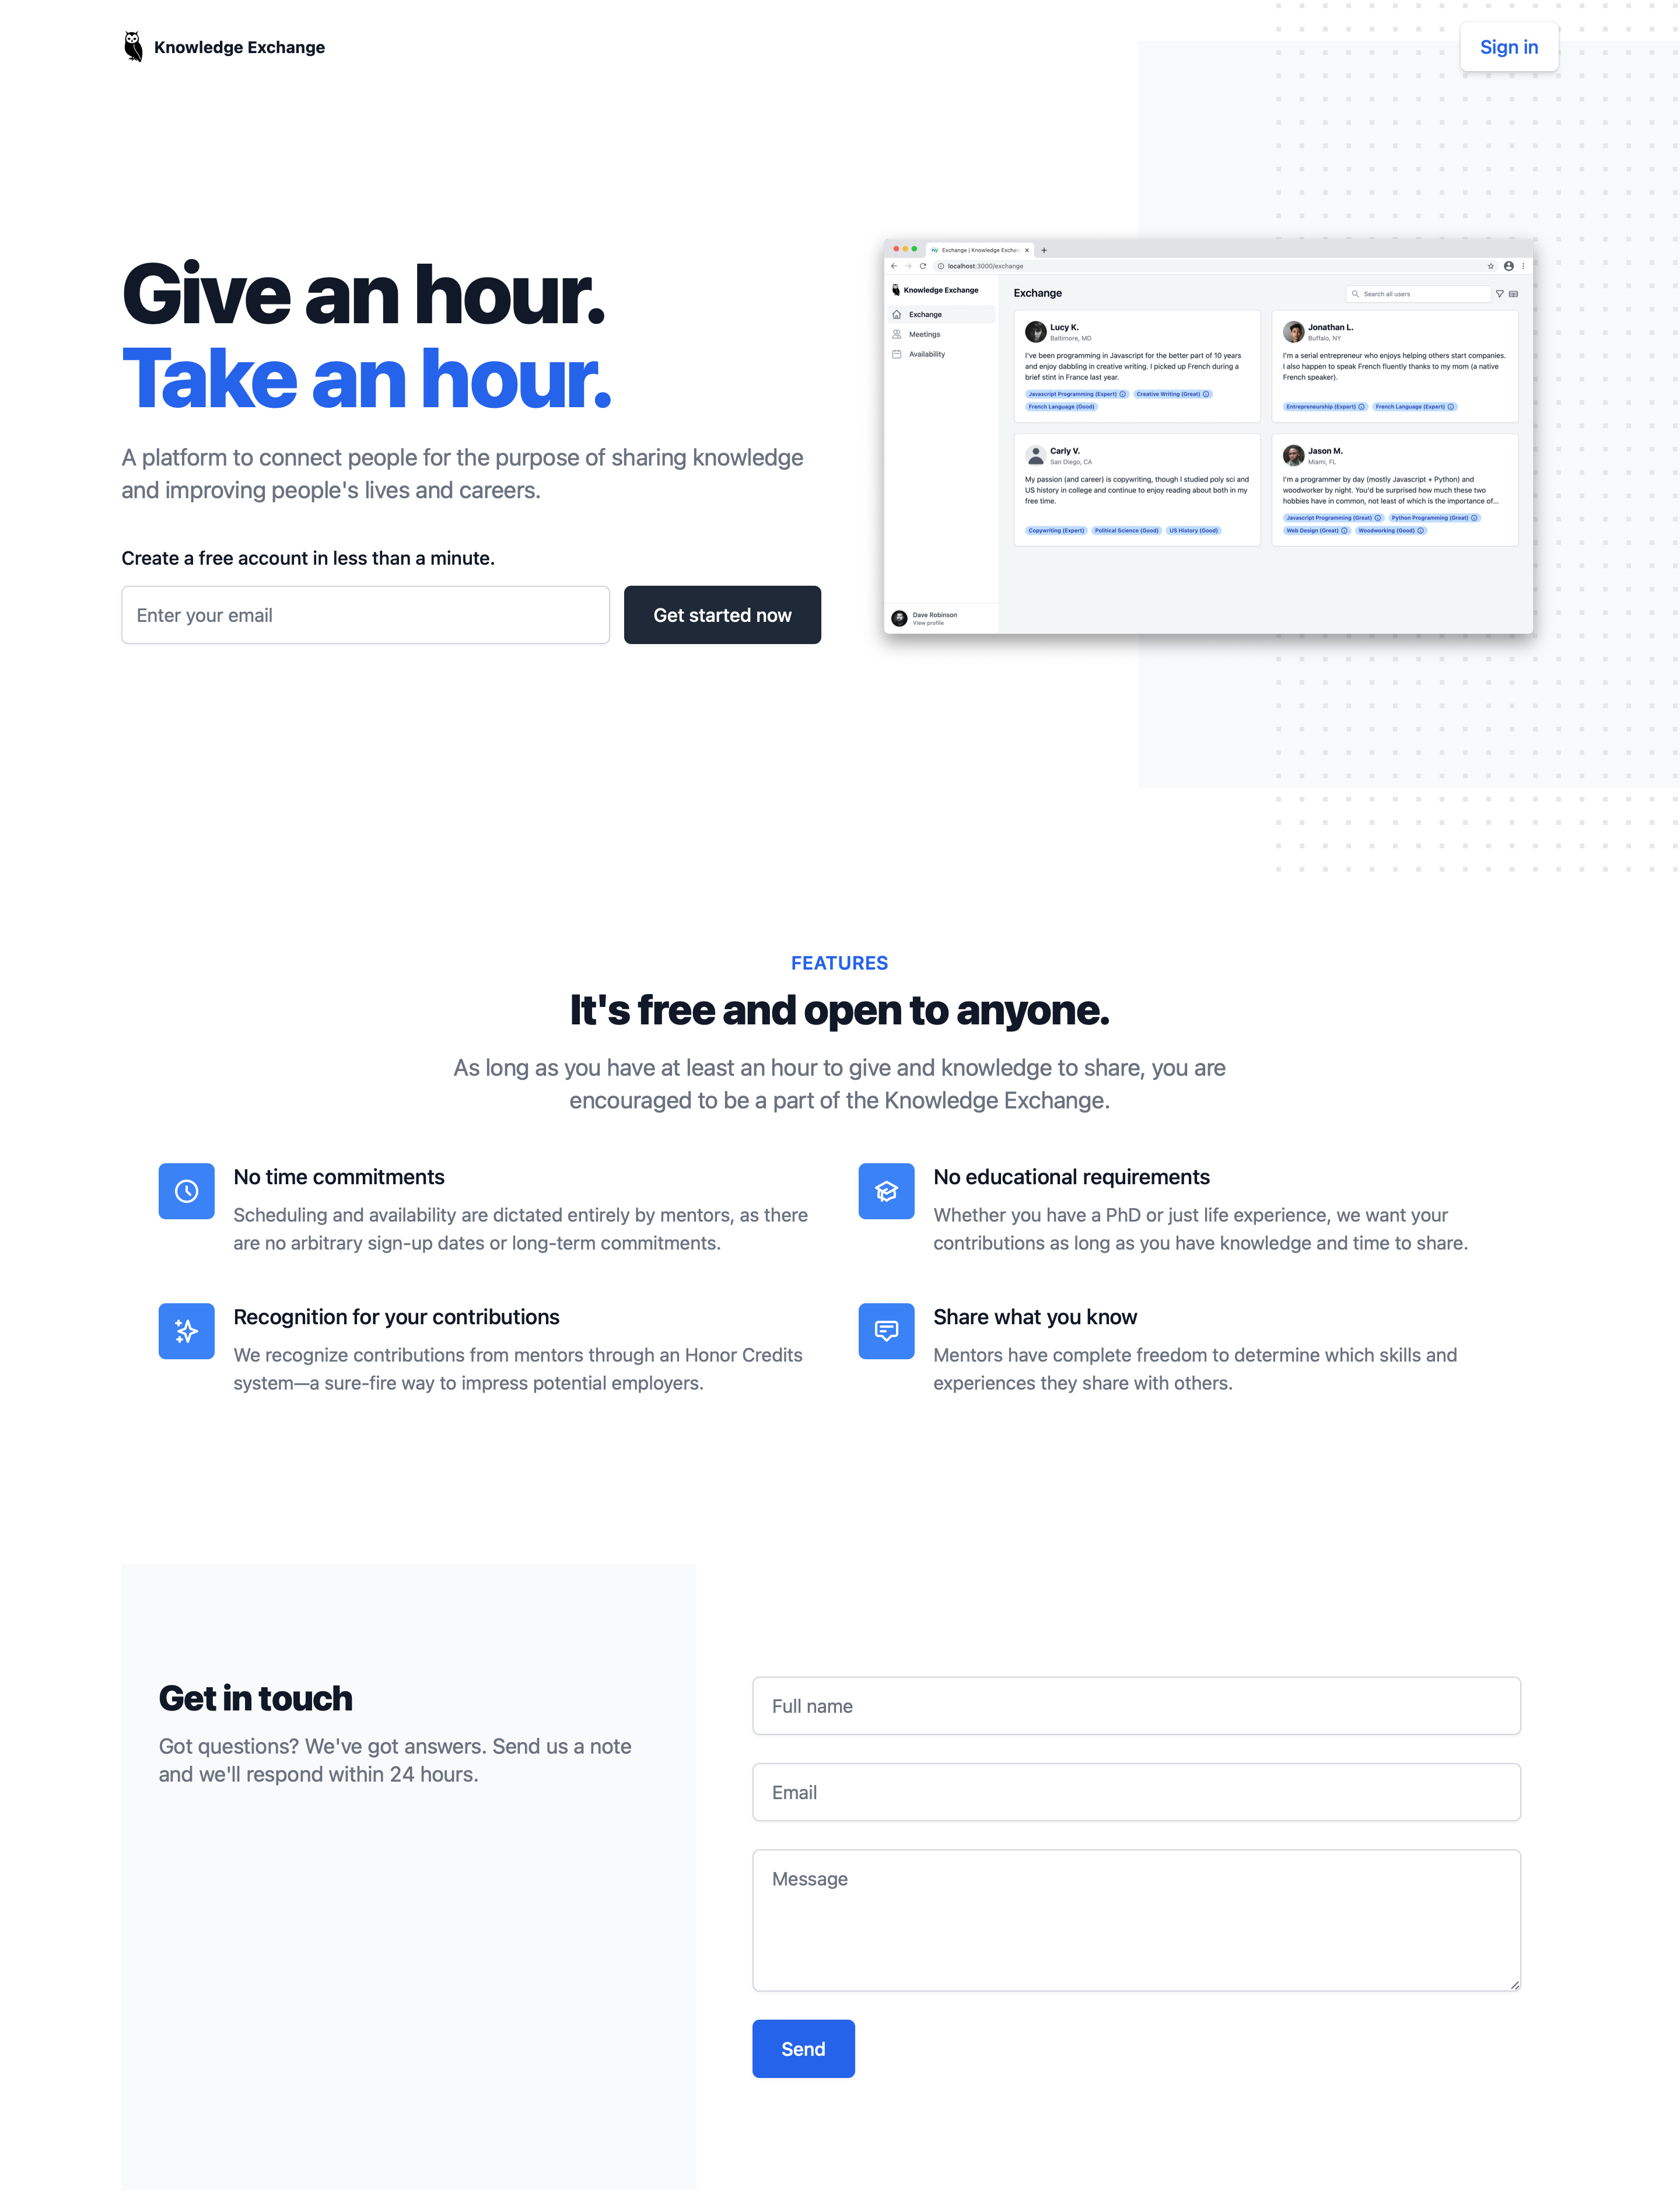 Knowledge Exchange
Sign in
Give an hour.
Take an hour.
A platform to connect people for the purpose of sharing knowledge
and improving people's lives and careers.
Create a free account in less than a minute.
Enter your email
Get started now
Exchange | Knowledge Exchan
localhost:3000/exchange
Knowledge Exchange
Exchange
Meetings
Availability
Dave Robinson
View profile
Exchange
Search all users
Lucy K.
Baltimore, MD
I've been programming in Javascript for the better part of 10 years
and enjoy dabbling in creative writing. I picked up French during a
brief stint in France last year.
Javascript Programming (Expert)
Creative Writing (Great)
French Language (Good)
Jonathan L.
Buffalo, NY
I'm a serial entrepreneur who enjoys helping others start companies.
I also happen to speak French fluently thanks to my mom (a native
French speaker).
Entrepreneurship (Expert)
French Language (Expert)
Carly V.
San Diego, CA
My passion (and career) is copywriting, though I studied poly sci and
US history in college and continue to enjoy reading about both in my
free time.
Copywriting (Expert)
Political Science (Good)
US History (Good)
Jason M.
Miami, FL
I'm a programmer by day (mostly Javascript + Python) and
woodworker by night. You'd be surprised how much these two
hobbies have in common, not least of which is the importance of...
Javascript Programming (Great)
Python Programming (Great)
Web Design (Great)
Woodworking (Good)
FEATURES
It's free and open to anyone.
As long as you have at least an hour to give and knowledge to share, you are
encouraged to be a part of the Knowledge Exchange.
No time commitments
Scheduling and availability are dictated entirely by mentors, as there
are no arbitrary sign-up dates or long-term commitments.
No educational requirements
Whether you have a PhD or just life experience, we want your
contributions as long as you have knowledge and time to share.
Recognition for your contributions
We recognize contributions from mentors through an Honor Credits
system—a sure-fire way to impress potential employers.
Share what you know
Mentors have complete freedom to determine which skills and
experiences they share with others.
Get in touch
Got questions? We've got answers. Send us a note
and we'll respond within 24 hours.
Full name
Email
Message
Send